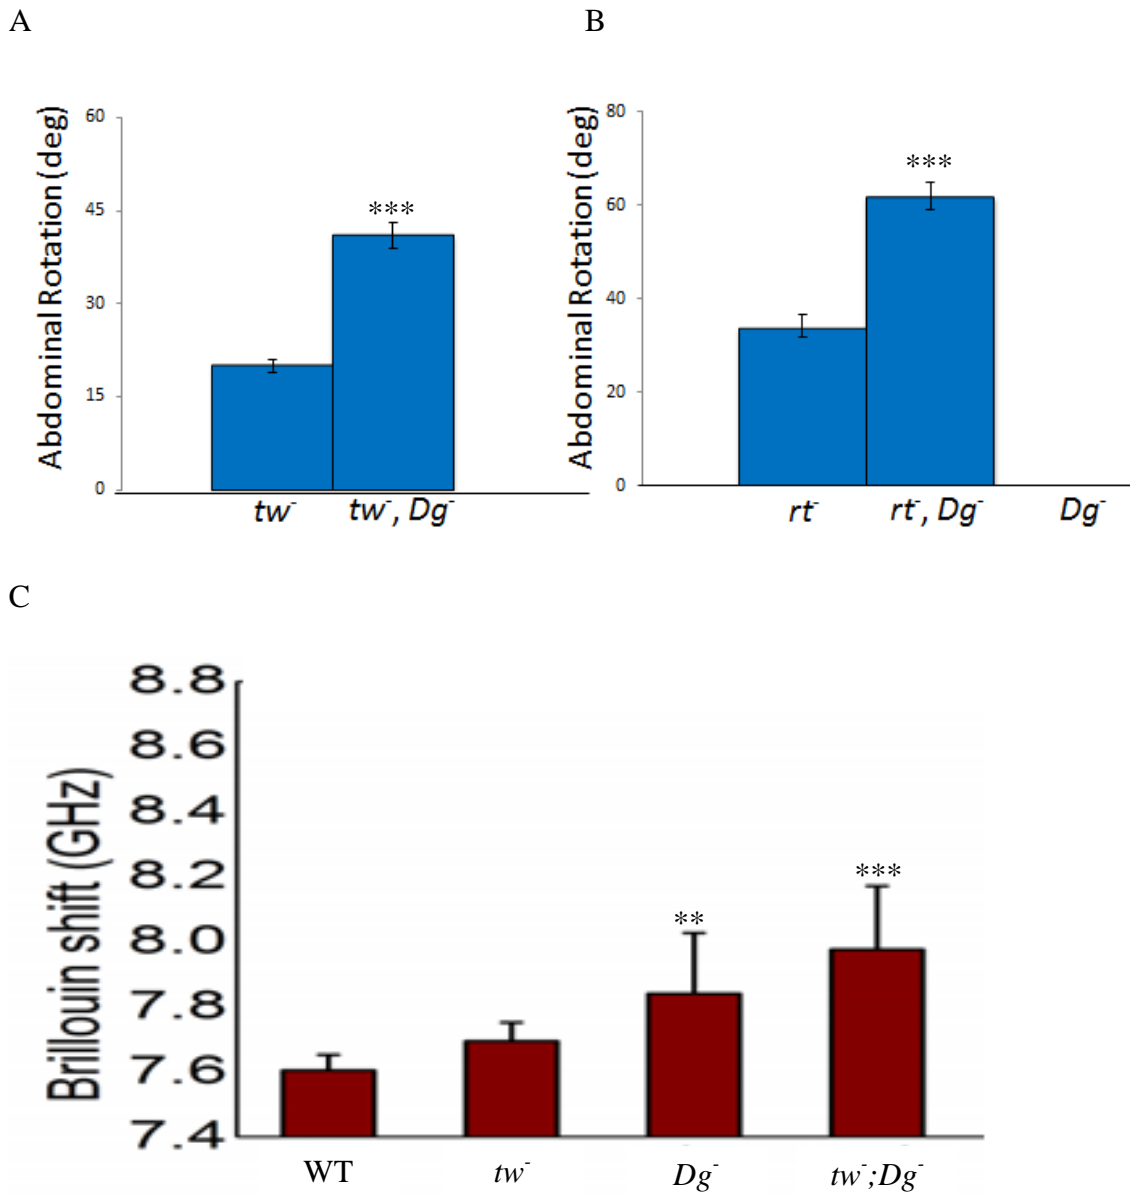 A
Abdominal Rotation (deg)
60
45
30
15
0
***
tw⁻
tw⁻, Dg⁻
B
Abdominal Rotation (deg)
80
60
40
20
0
***
rt⁻
rt⁻, Dg⁻
Dg⁻
C
Brillouin shift (GHz)
8.8
8.6
8.4
8.2
8.0
7.8
7.6
7.4
**
***
WT
tw⁻
Dg⁻
tw⁻;Dg⁻